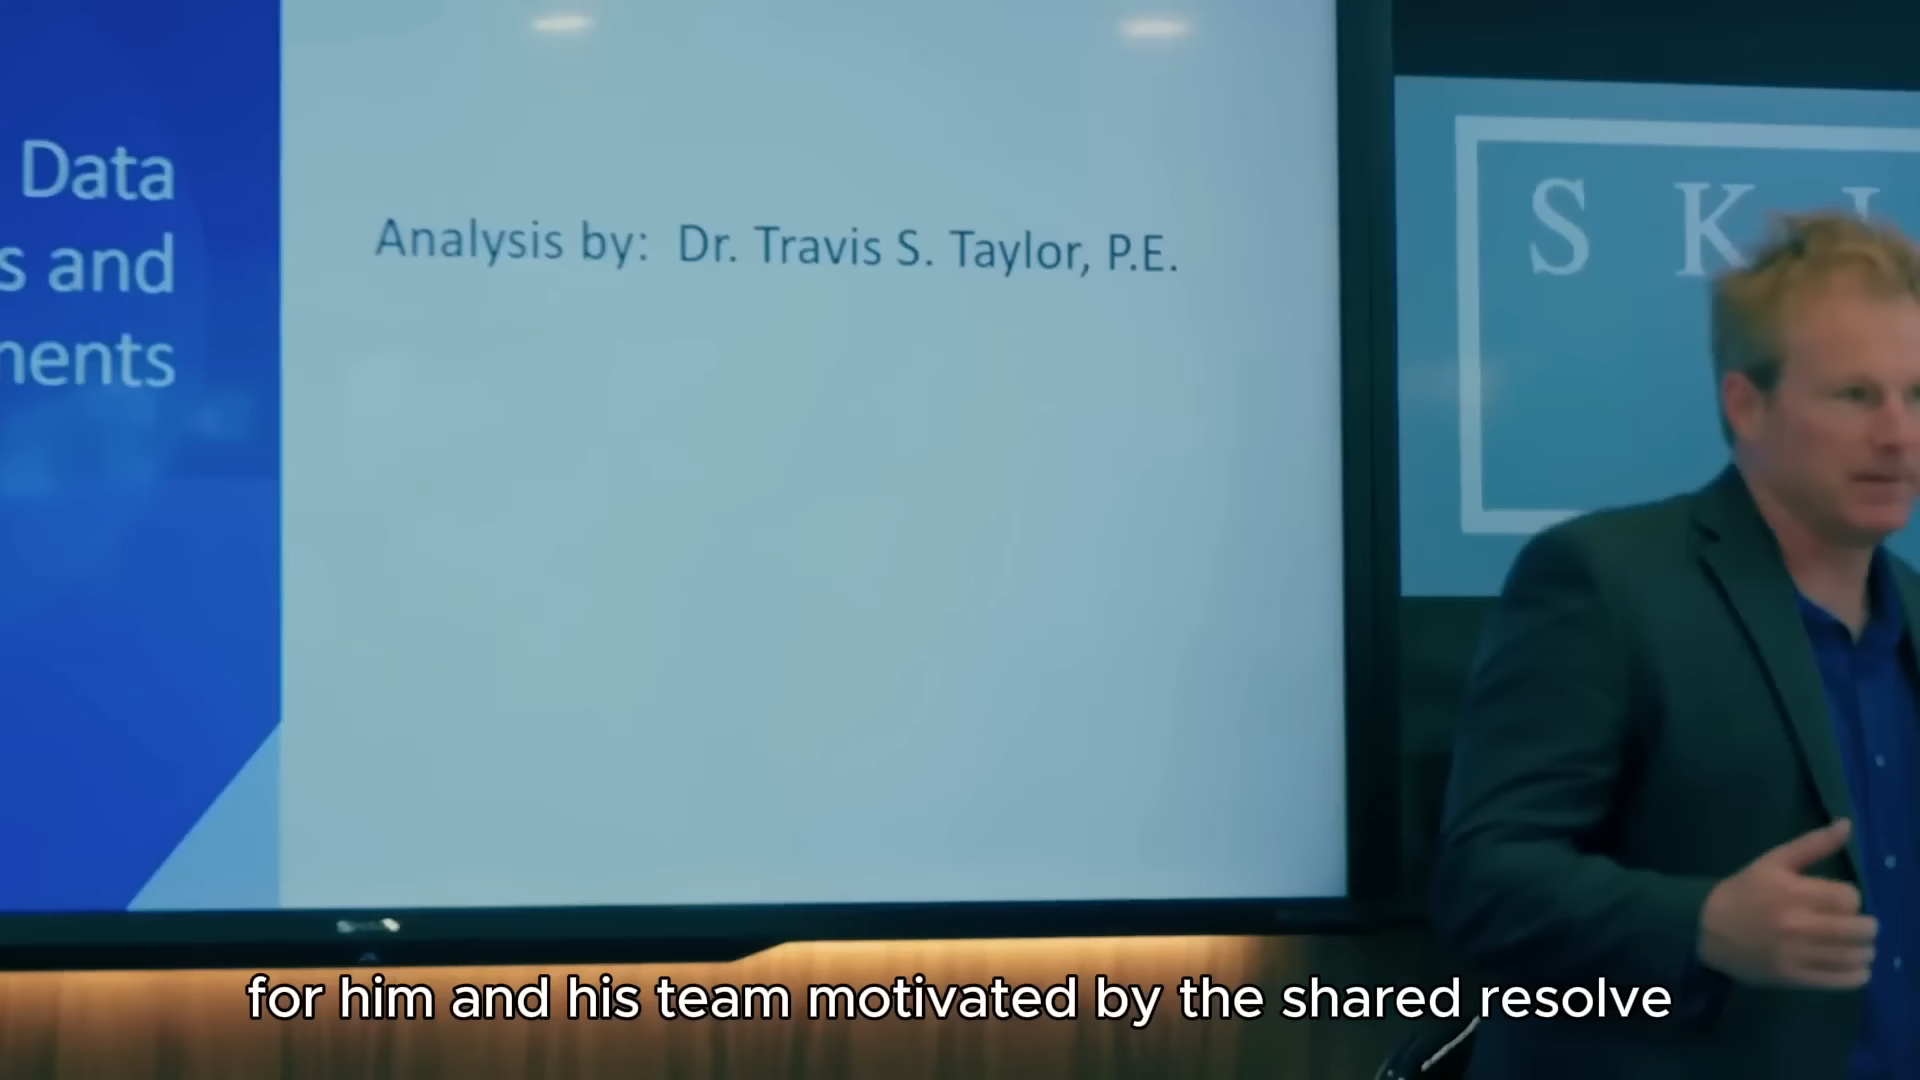 Data
s and
nents
Analysis by: Dr. Travis S. Taylor, P.E.
S K I
for him and his team motivated by the shared resolve